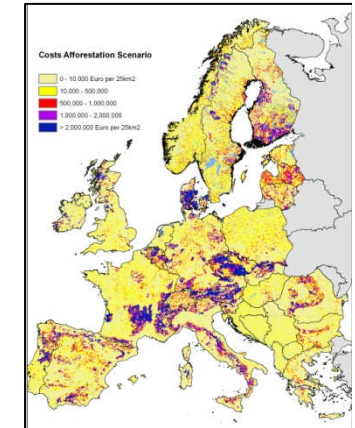 Costs Afforestation Scenario
0 - 10,000 Euro per 25km2
10,000 - 500,000
500,000 - 1,000,000
1,000,000 - 2,000,000
> 2,000,000 Euro per 25km2